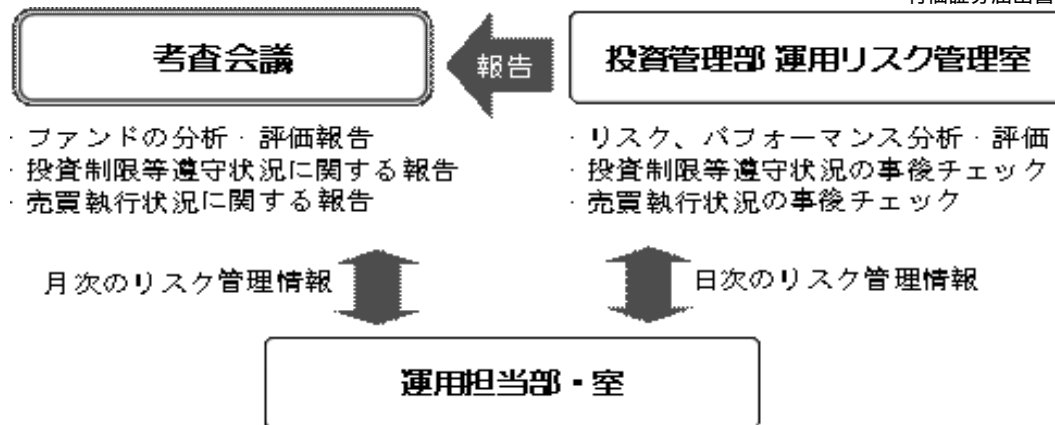 考査会議
報告
投資管理部 運用リスク管理室
· ファンドの分析・評価報告
· 投資制限等遵守状況に関する報告
· 売買執行状況に関する報告
· リスク、パフォーマンス分析・評価
· 投資制限等遵守状況の事後チェック
· 売買執行状況の事後チェック
月次のリスク管理情報
日次のリスク管理情報
運用担当部・室